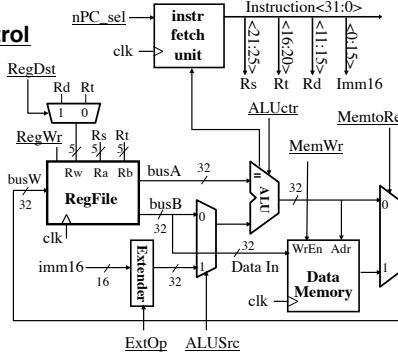 trol
nPC_sel
instr
fetch
unit
clk
Instruction<31:0>
<21:25>
<16:20>
<11:15>
<0:15>
Rs
Rt
Rd
Imm16
RegDst
Rd
Rt
1
0
ALUctr
MemtoRe
RegWr
Rs
Rt
5
5
5
MemWr
busW
32
Rw
Ra
Rb
RegFile
busA
32
busB
32
clk
=
ALU
32
0
1
0
1
32
WrEn
Adr
Data In
Data
Memory
clk
imm16
16
Extender
32
ExtOp
ALUSrc